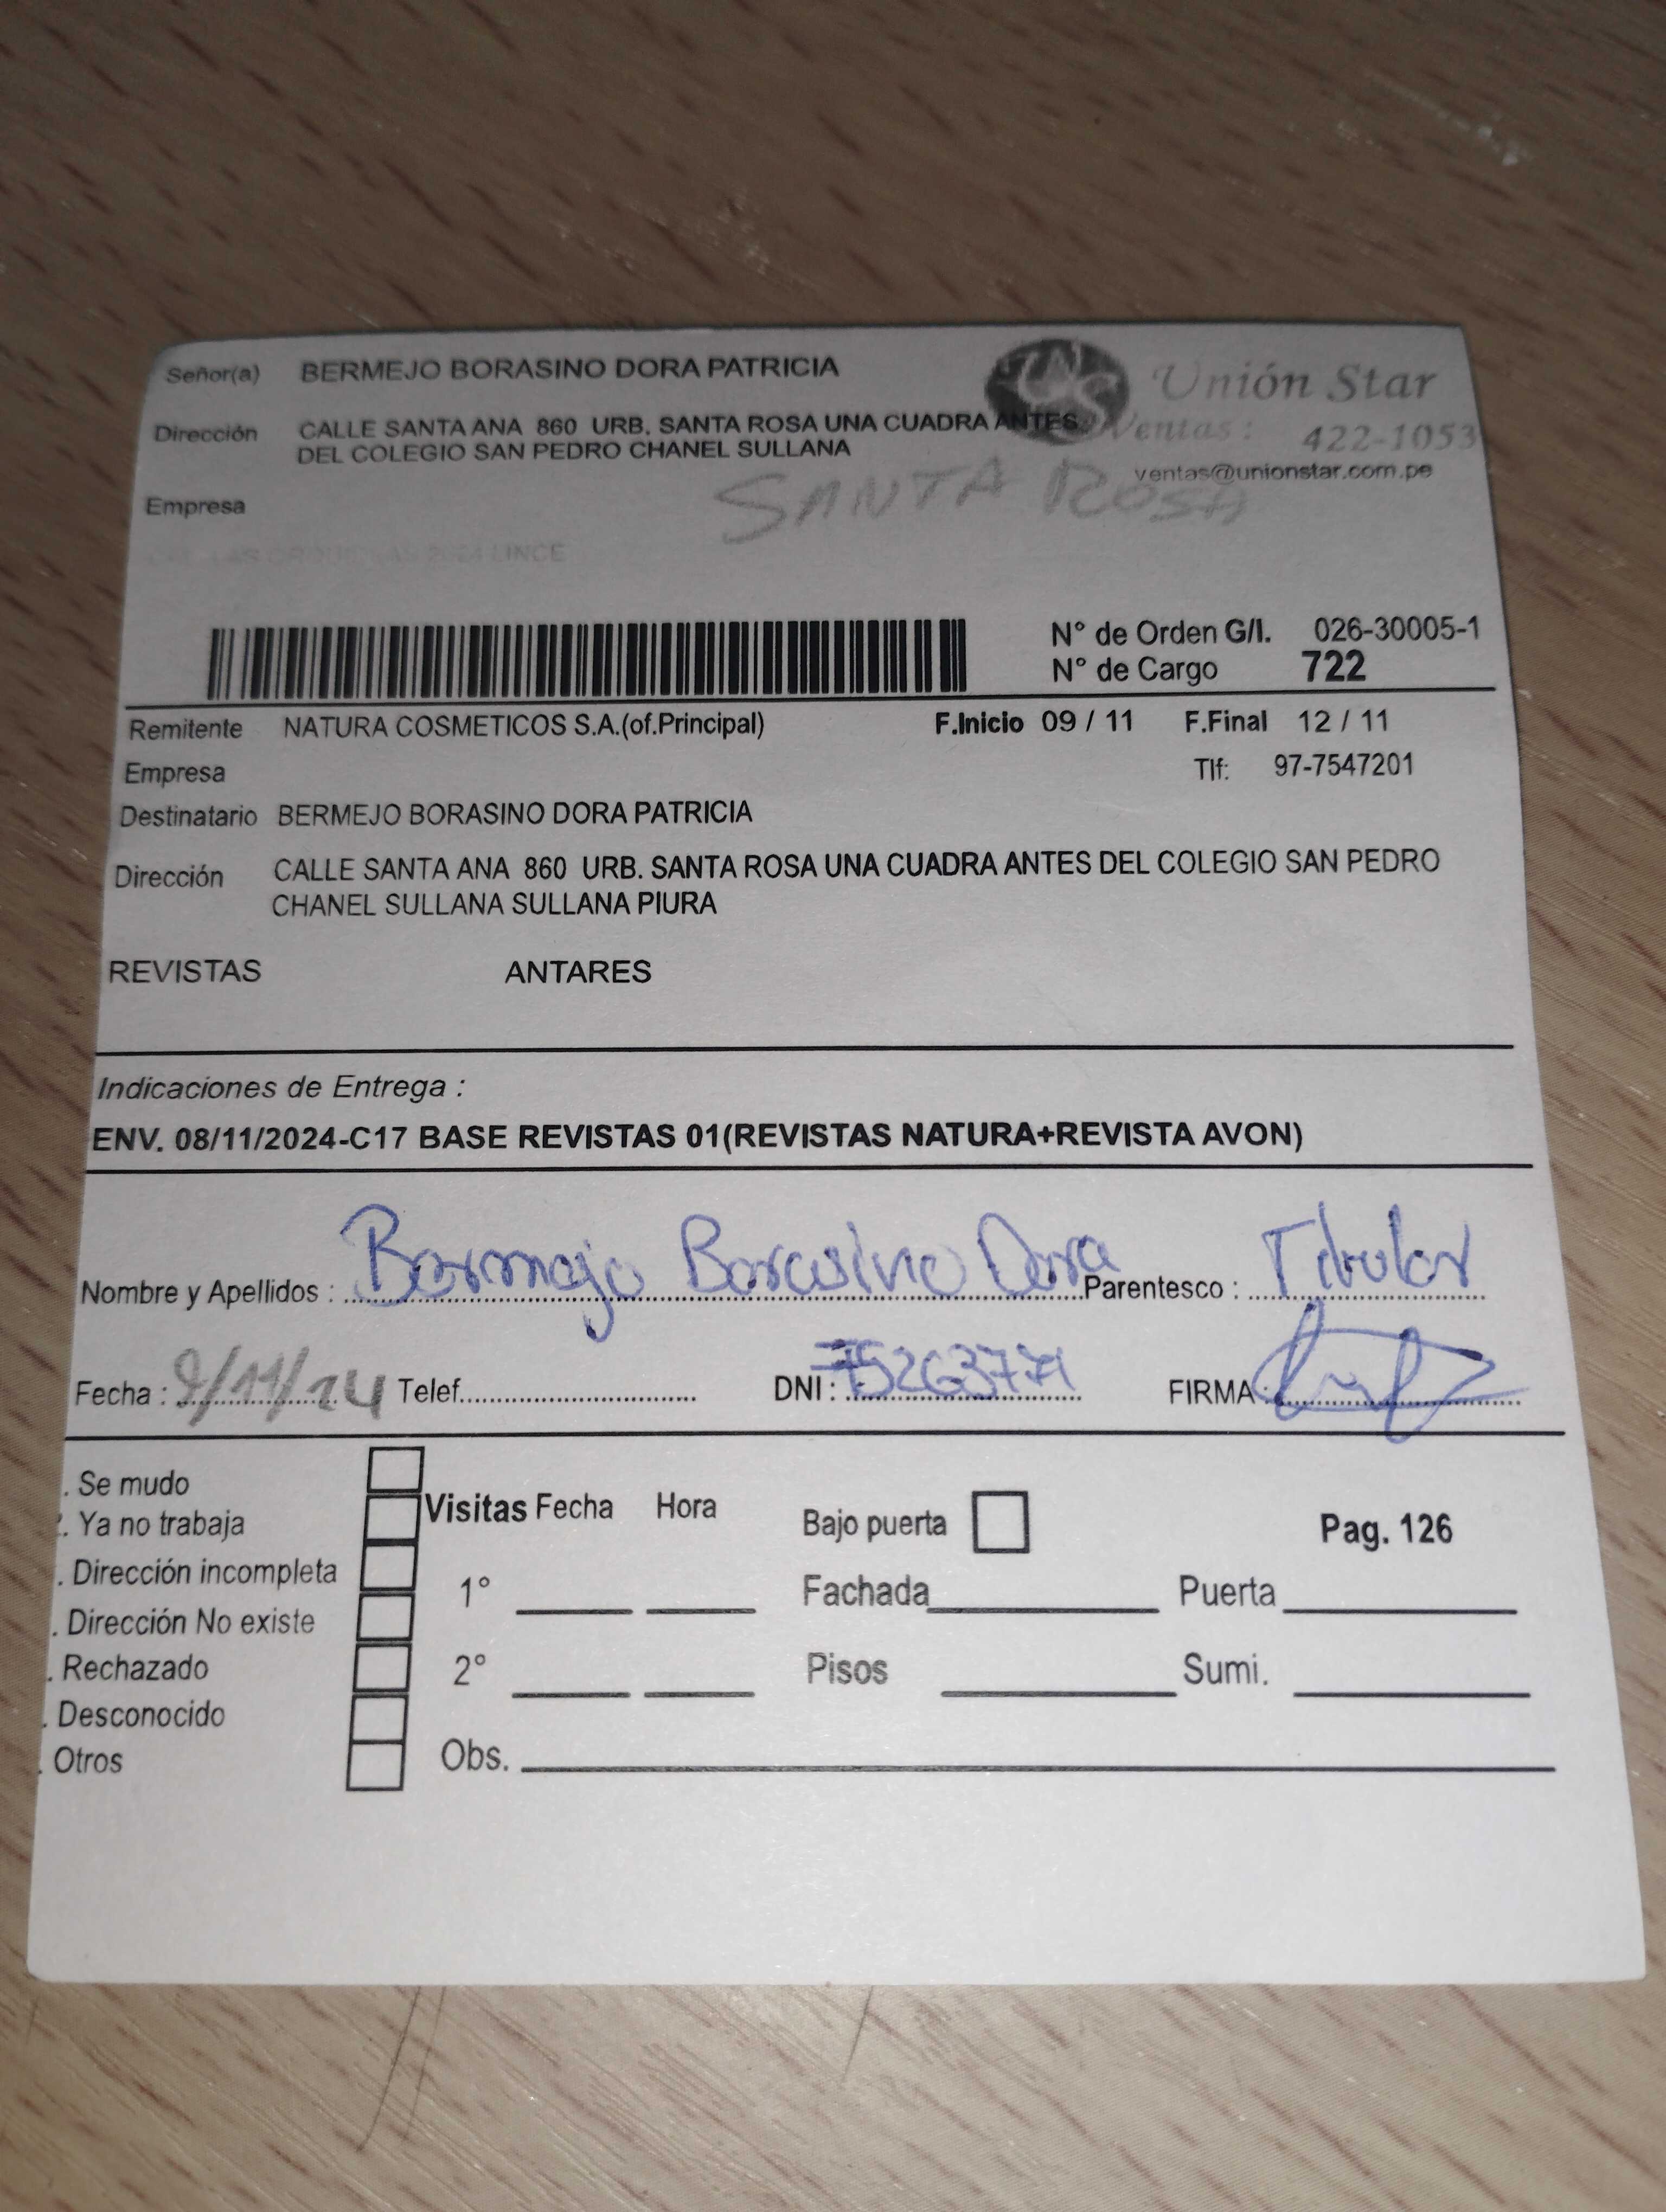 Señor(a) BERMEJO BORASINO DORA PATRICIA
Unión Star
Dirección CALLE SANTA ANA 860 URB. SANTA ROSA UNA CUADRA ANTES
DEL COLEGIO SAN PEDRO CHANEL SULLANA
Ventas: 422-1053
ventas@unionstar.com.pe
Empresa
SANTA ROSA
2024 LINCE
N° de Orden G/I. 026-30005-1
N° de Cargo 722
Remitente NATURA COSMETICOS S.A.(of.Principal) F.Inicio 09 / 11 F.Final 12 / 11
Empresa Tlf: 97-7547201
Destinatario BERMEJO BORASINO DORA PATRICIA
Dirección CALLE SANTA ANA 860 URB. SANTA ROSA UNA CUADRA ANTES DEL COLEGIO SAN PEDRO
CHANEL SULLANA SULLANA PIURA
REVISTAS ANTARES
Indicaciones de Entrega :
ENV. 08/11/2024-C17 BASE REVISTAS 01(REVISTAS NATURA+REVISTA AVON)
Nombre y Apellidos : Bermejo Borasino Dora Parentesco : Titular
Fecha : 9/11/24 Telef. DNI : FIRMA :
. Se mudo
. Ya no trabaja
. Dirección incompleta
. Dirección No existe
. Rechazado
. Desconocido
. Otros
Visitas Fecha Hora
1°
2°
Obs.
Bajo puerta
Fachada
Pisos
Pag. 126
Puerta
Sumi.